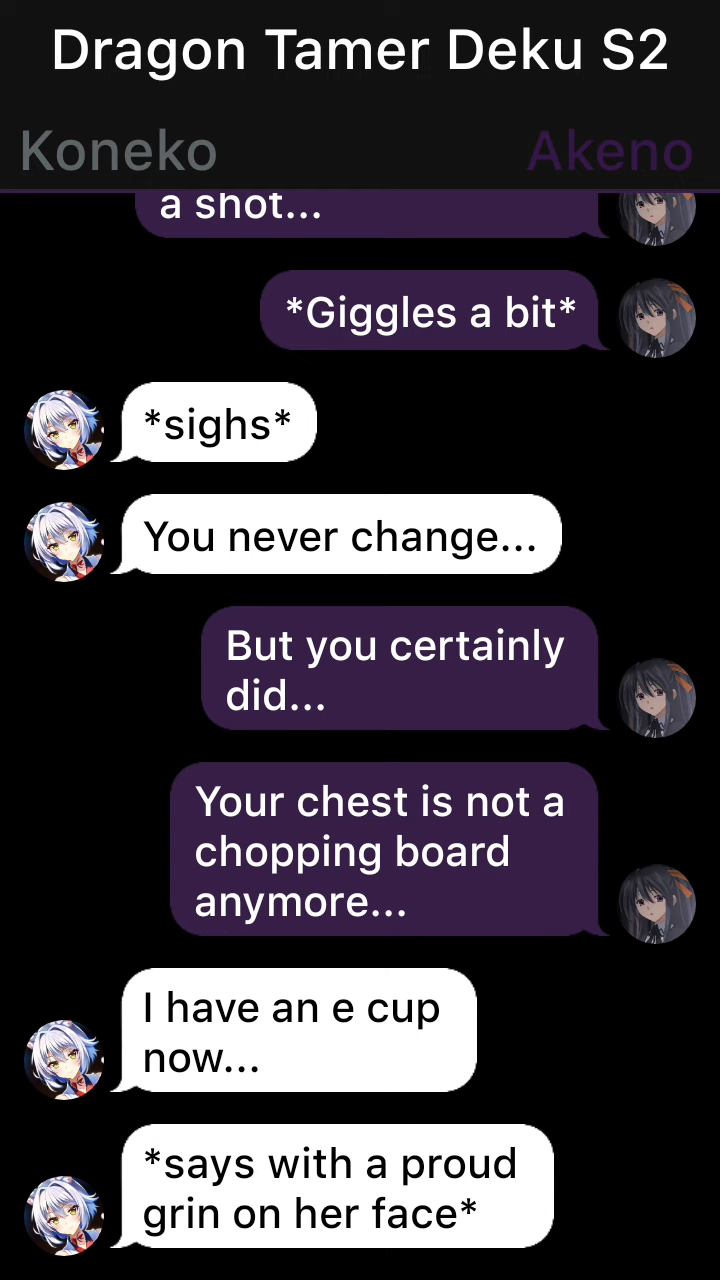 Dragon Tamer Deku S2
Koneko
Akeno
a shot...
*Giggles a bit*
*sighs*
You never change...
But you certainly
did...
Your chest is not a
chopping board
anymore...
I have an e cup
now...
*says with a proud
grin on her face*